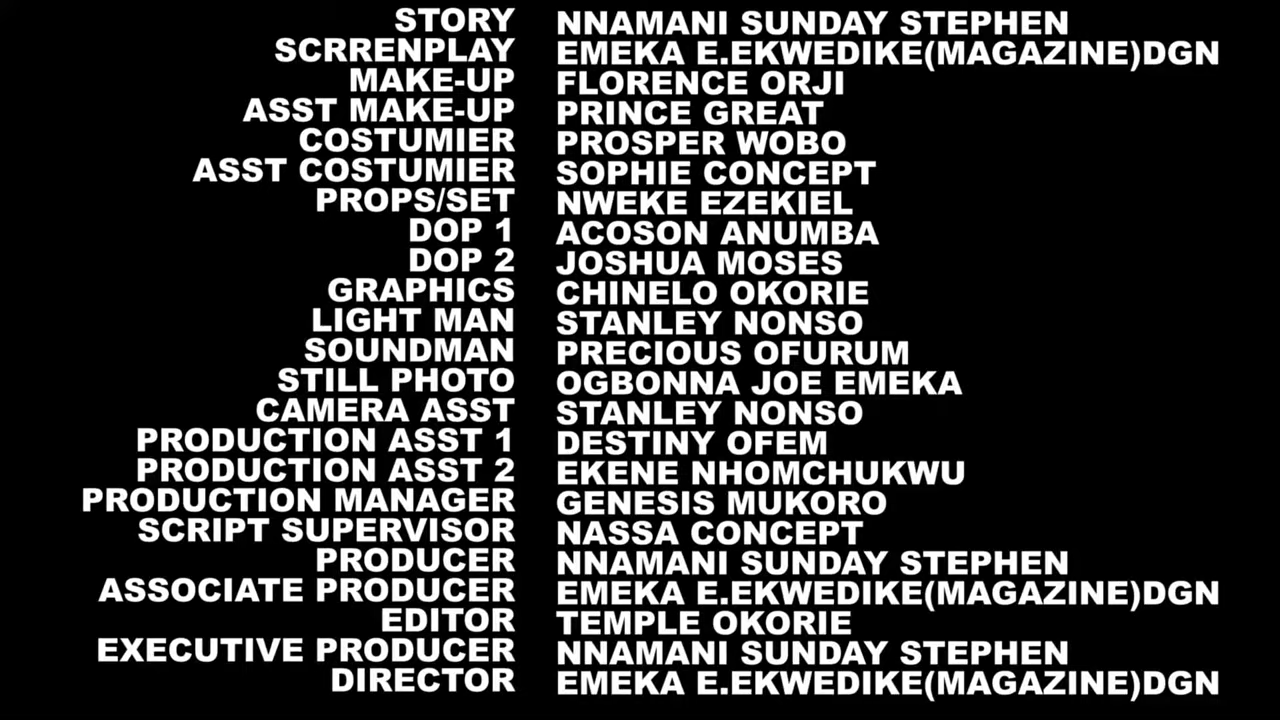 STORY NNAMANI SUNDAY STEPHEN
SCRRENPLAY EMEKA E.EKWEDIKE(MAGAZINE)DGN
MAKE-UP FLORENCE ORJI
ASST MAKE-UP PRINCE GREAT
COSTUMIER PROSPER WOBO
ASST COSTUMIER SOPHIE CONCEPT
PROPS/SET NWEKE EZEKIEL
DOP 1 ACOSON ANUMBA
DOP 2 JOSHUA MOSES
GRAPHICS CHINELO OKORIE
LIGHT MAN STANLEY NONSO
SOUNDMAN PRECIOUS OFURUM
STILL PHOTO OGBONNA JOE EMEKA
CAMERA ASST STANLEY NONSO
PRODUCTION ASST 1 DESTINY OFEM
PRODUCTION ASST 2 EKENE NHOMCHUKWU
PRODUCTION MANAGER GENESIS MUKORO
SCRIPT SUPERVISOR NASSA CONCEPT
PRODUCER NNAMANI SUNDAY STEPHEN
ASSOCIATE PRODUCER EMEKA E.EKWEDIKE(MAGAZINE)DGN
EDITOR TEMPLE OKORIE
EXECUTIVE PRODUCER NNAMANI SUNDAY STEPHEN
DIRECTOR EMEKA E.EKWEDIKE(MAGAZINE)DGN